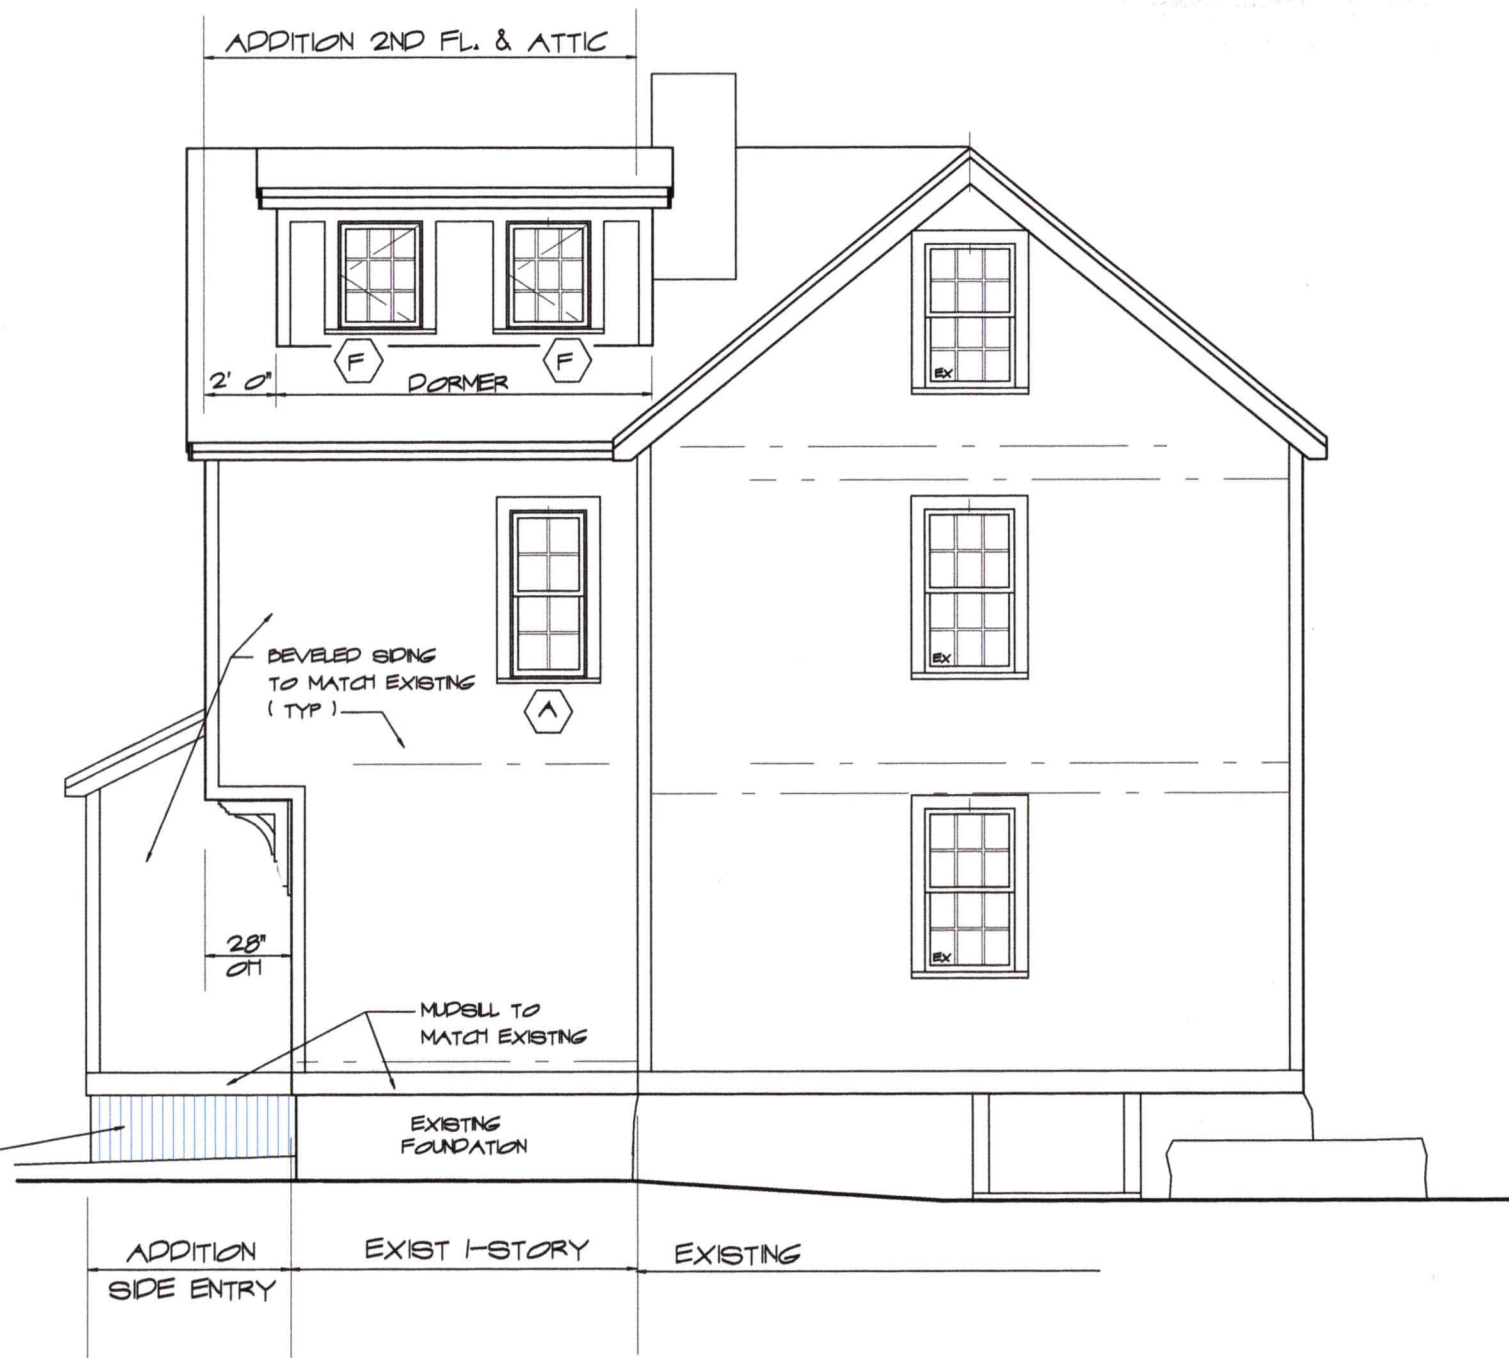 ADDITION 2ND FL. & ATTIC
F
F
2' 0"
DORMER
EX
BEVELED SIDING
TO MATCH EXISTING
( TYP )
A
EX
28"
OH
EX
MUDSILL TO
MATCH EXISTING
EXISTING
FOUNDATION
ADDITION
SIDE ENTRY
EXIST 1-STORY
EXISTING